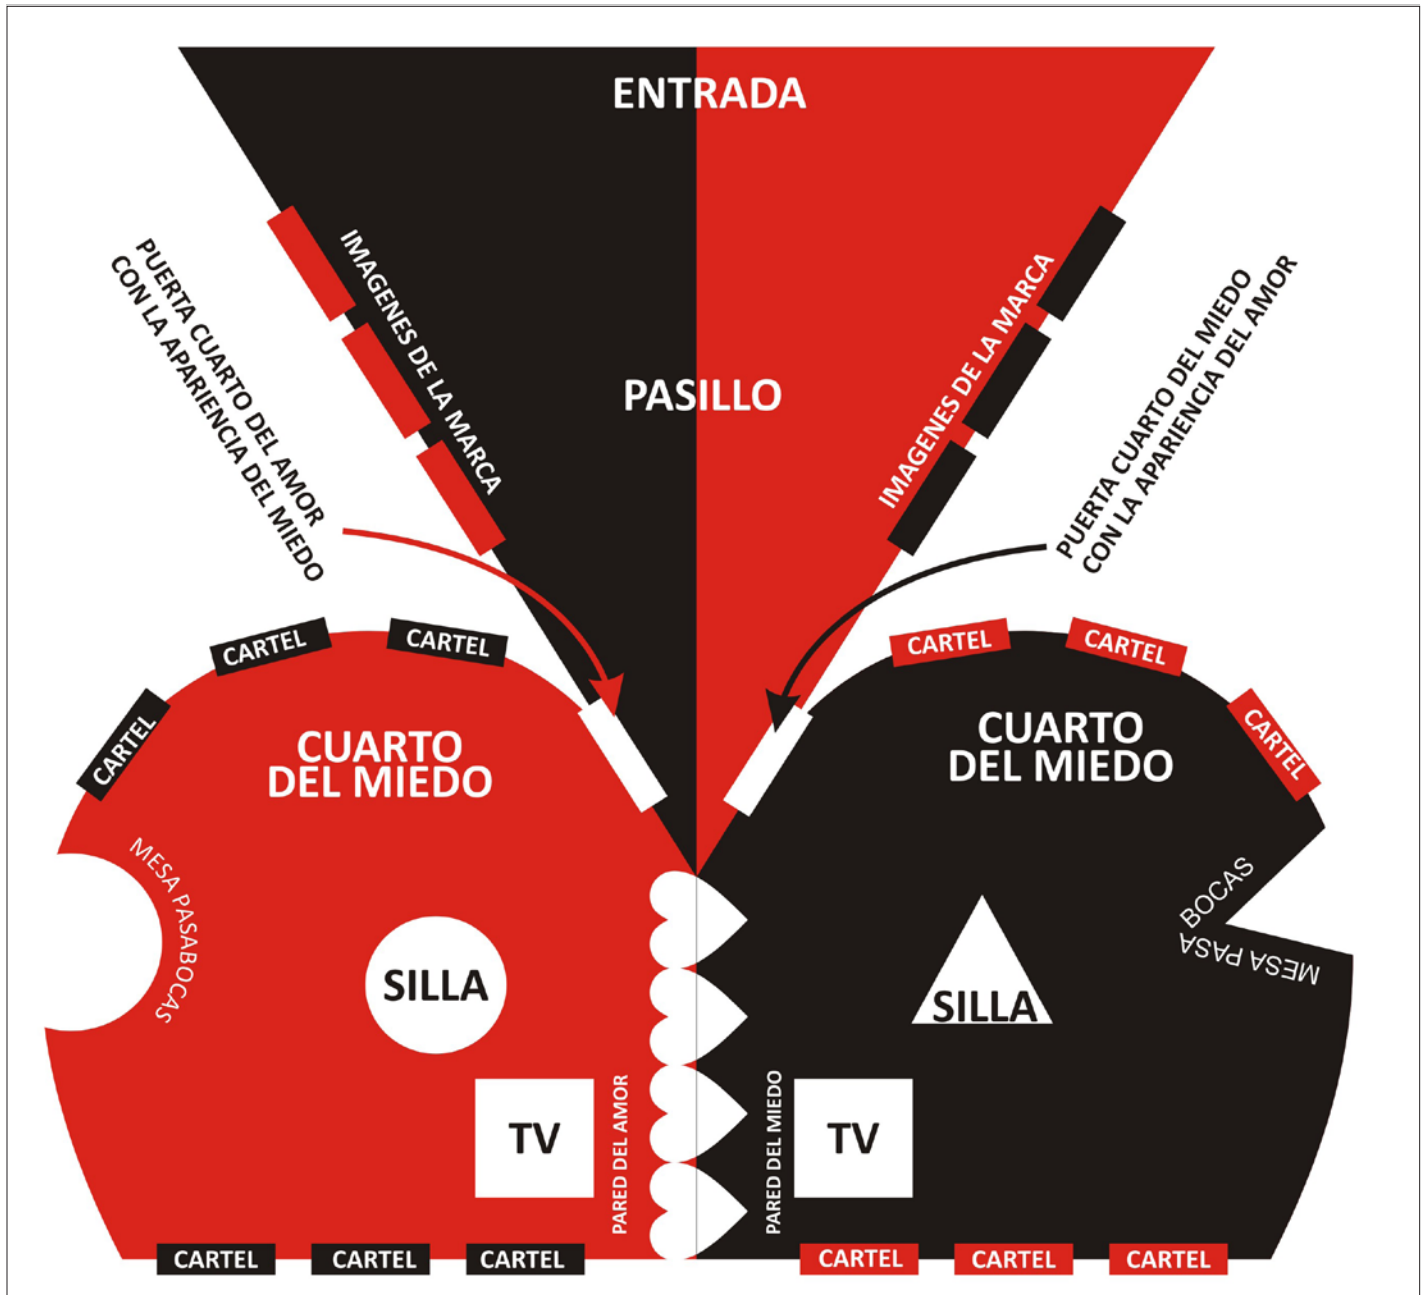 ENTRADA
IMAGENES DE LA MARCA
IMAGENES DE LA MARCA
PUERTA CUARTO DEL AMOR
CON LA APARIENCIA DEL MIEDO
PUERTA CUARTO DEL MIEDO
CON LA APARIENCIA DEL AMOR
PASILLO
CARTEL
CARTEL
CARTEL
CARTEL
CARTEL
CARTEL
CUARTO
DEL MIEDO
CUARTO
DEL MIEDO
MESA PASABOCAS
MESA PASA
BOCAS
SILLA
SILLA
TV
PARED DEL AMOR
PARED DEL MIEDO
TV
CARTEL
CARTEL
CARTEL
CARTEL
CARTEL
CARTEL